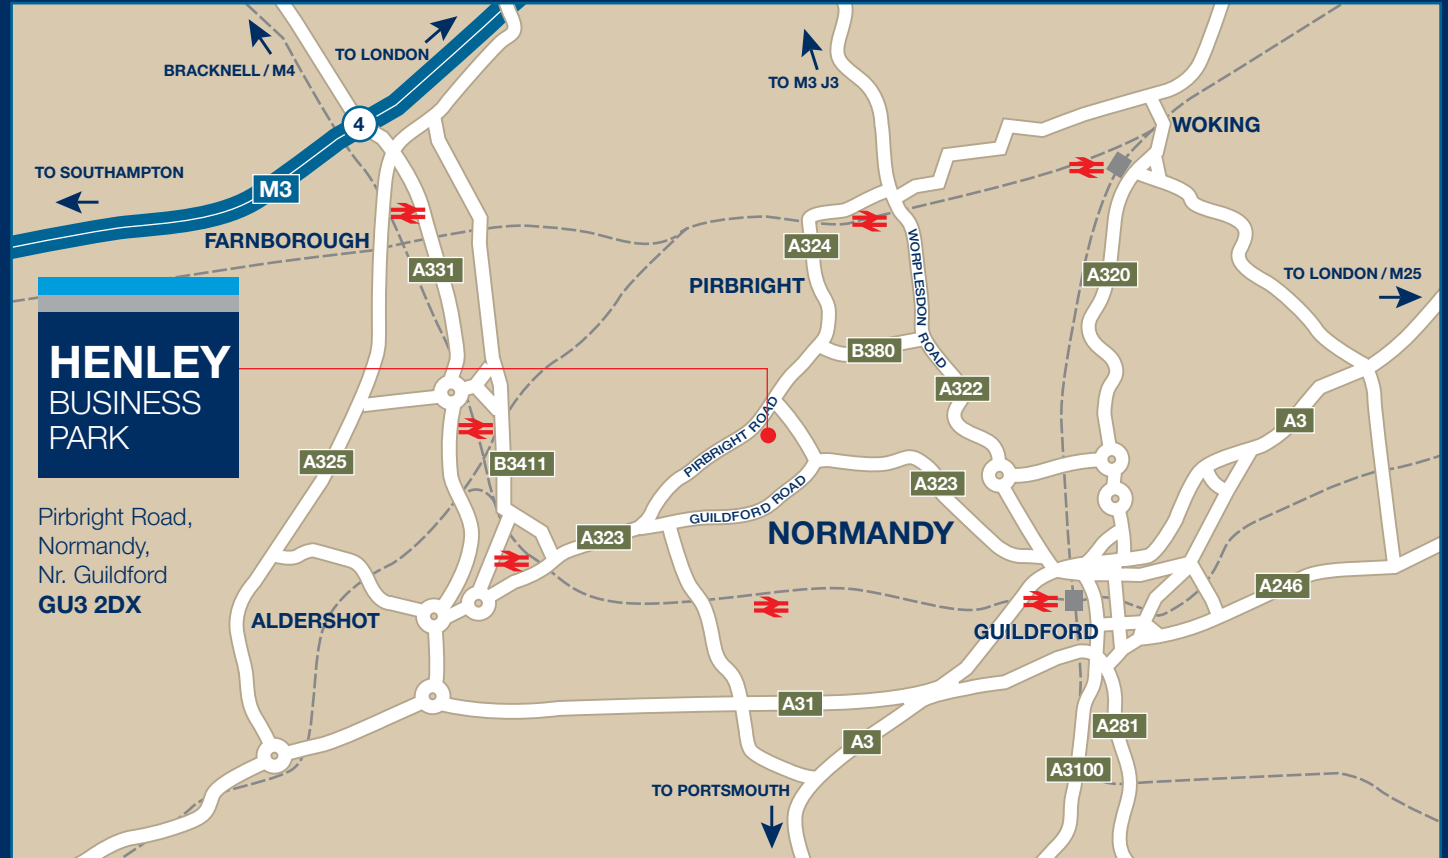 TO LONDON
BRACKNELL / M4
TO M3 J3
4
WOKING
TO SOUTHAMPTON
M3
FARNBOROUGH
A324
A331
PIRBRIGHT
WORPLESDON ROAD
A320
TO LONDON / M25
HENLEY
BUSINESS
PARK
B380
A322
A3
PIRBRIGHT ROAD
A325
B3411
A323
GUILDFORD ROAD
A323
NORMANDY
Pirbright Road,
Normandy,
Nr. Guildford
GU3 2DX
A246
ALDERSHOT
GUILDFORD
A31
A281
A3
A3100
TO PORTSMOUTH